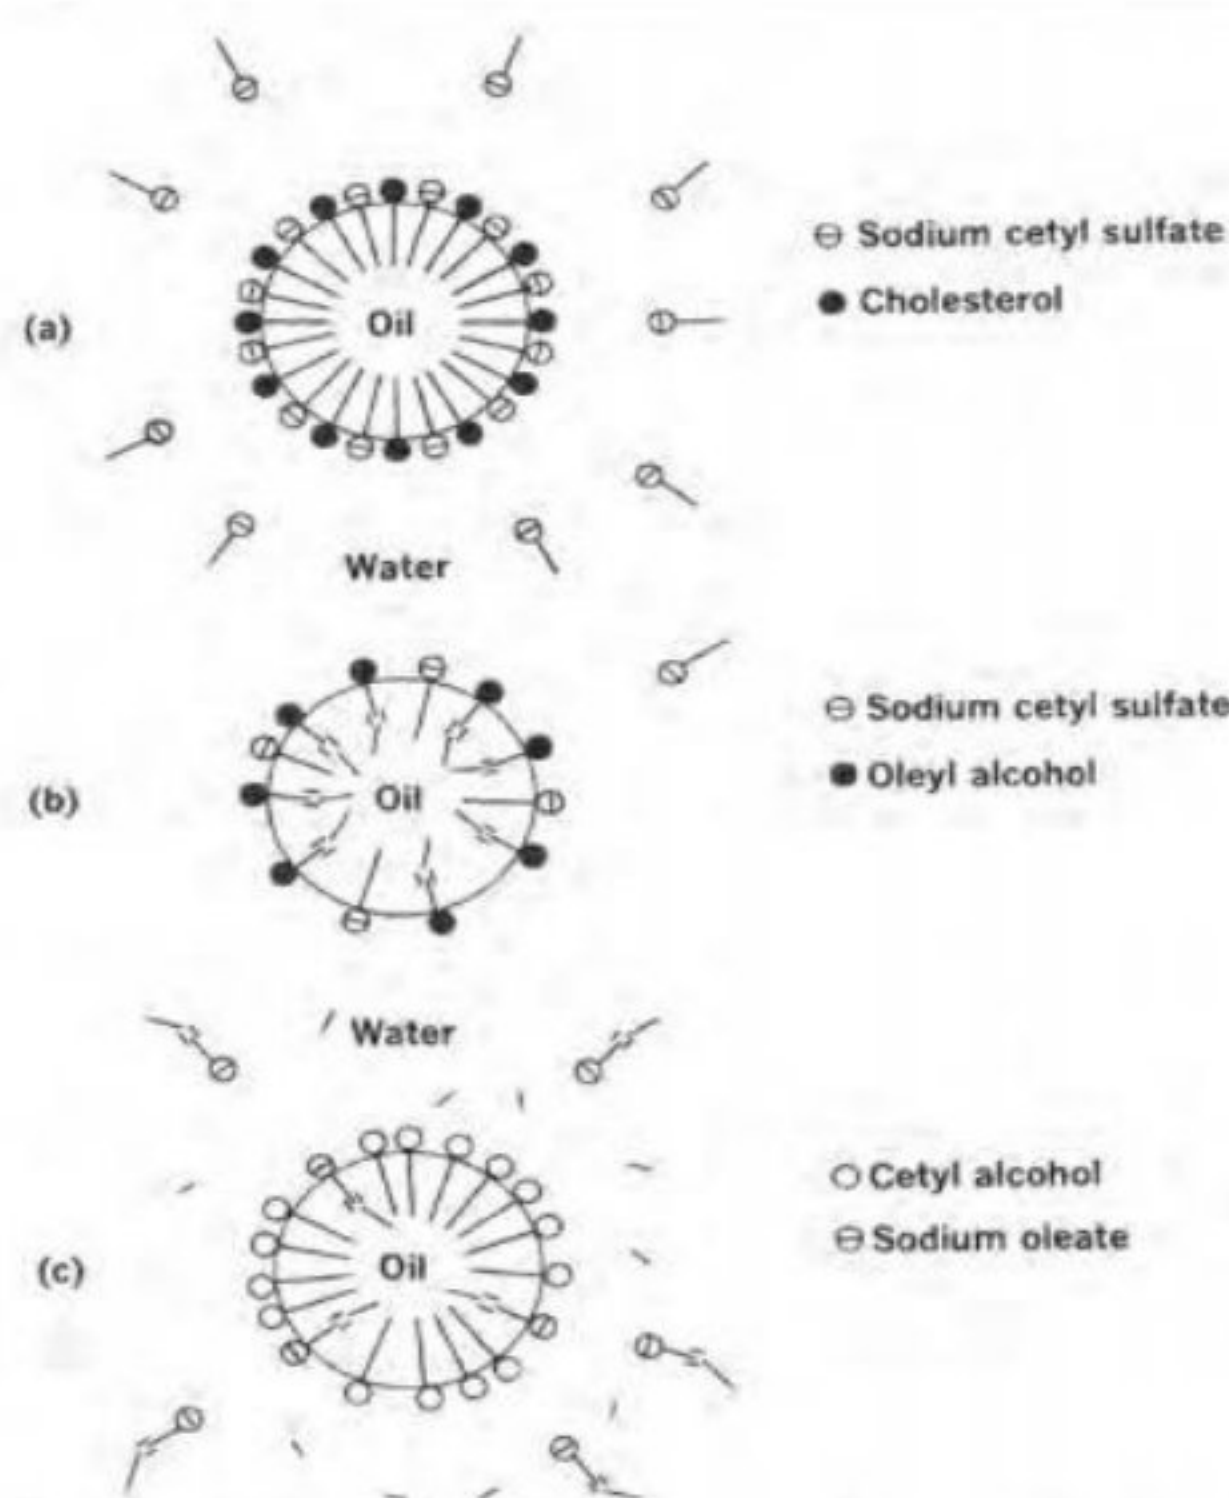 Sodium cetyl sulfate
Cholesterol
(a)
Oil
Water
Sodium cetyl sulfate
Oleyl alcohol
(b)
Oil
Water
Cetyl alcohol
Sodium oleate
(c)
Oil